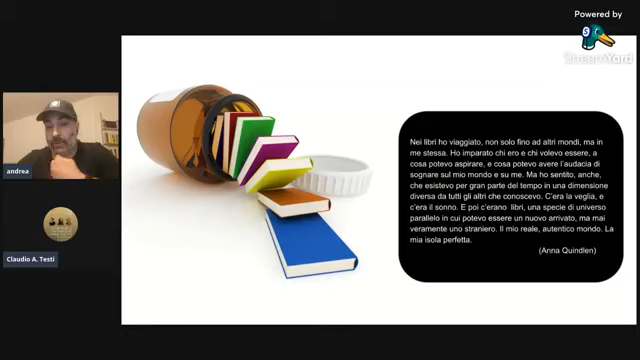 Powered by
StreamYard
Nei libri ho viaggiato, non solo fino ad altri mondi, ma in
me stessa. Ho imparato chi ero e chi volevo essere, a
cosa potevo aspirare, e cosa potevo avere l'audacia di
sognare sul mio mondo e su me. Ma ho sentito, anche,
che esistevo per gran parte del tempo in una dimensione
diversa da tutti gli altri che conoscevo. C'era la veglia, e
c'era il sonno. E poi c'erano libri, una specie di universo
parallelo in cui potevo essere un nuovo arrivato, ma mai
veramente uno straniero. Il mio reale, autentico mondo. La
mia isola perfetta.
(Anna Quindlen)
andrea
Claudio A. Testi